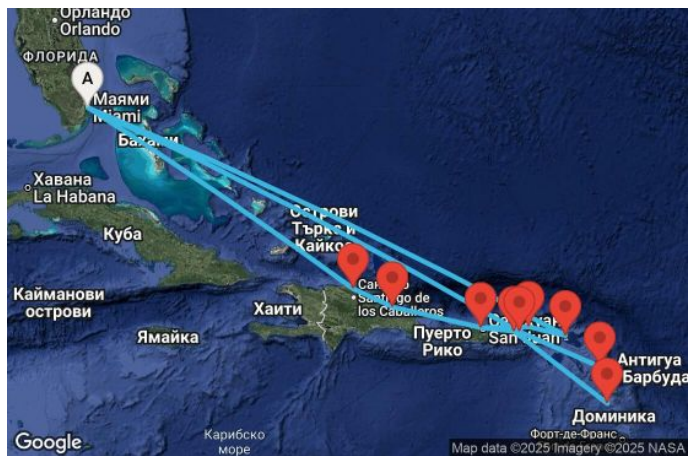 Орландо
Orlando
ФЛОРИДА
A
Маями
Miami
Бахами
Хавана
La Habana
Острови
Търкс и
Кайкос
Куба
Кайманови
острови
Santiago de
los Caballeros
Хаити
Ямайка
Пуерто
Рико
San Juan
Антигуа
Барбуда
Доминика
Карибско
море
Форт-де-Франс
Google
Map data ©2025 Imagery ©2025 NASA